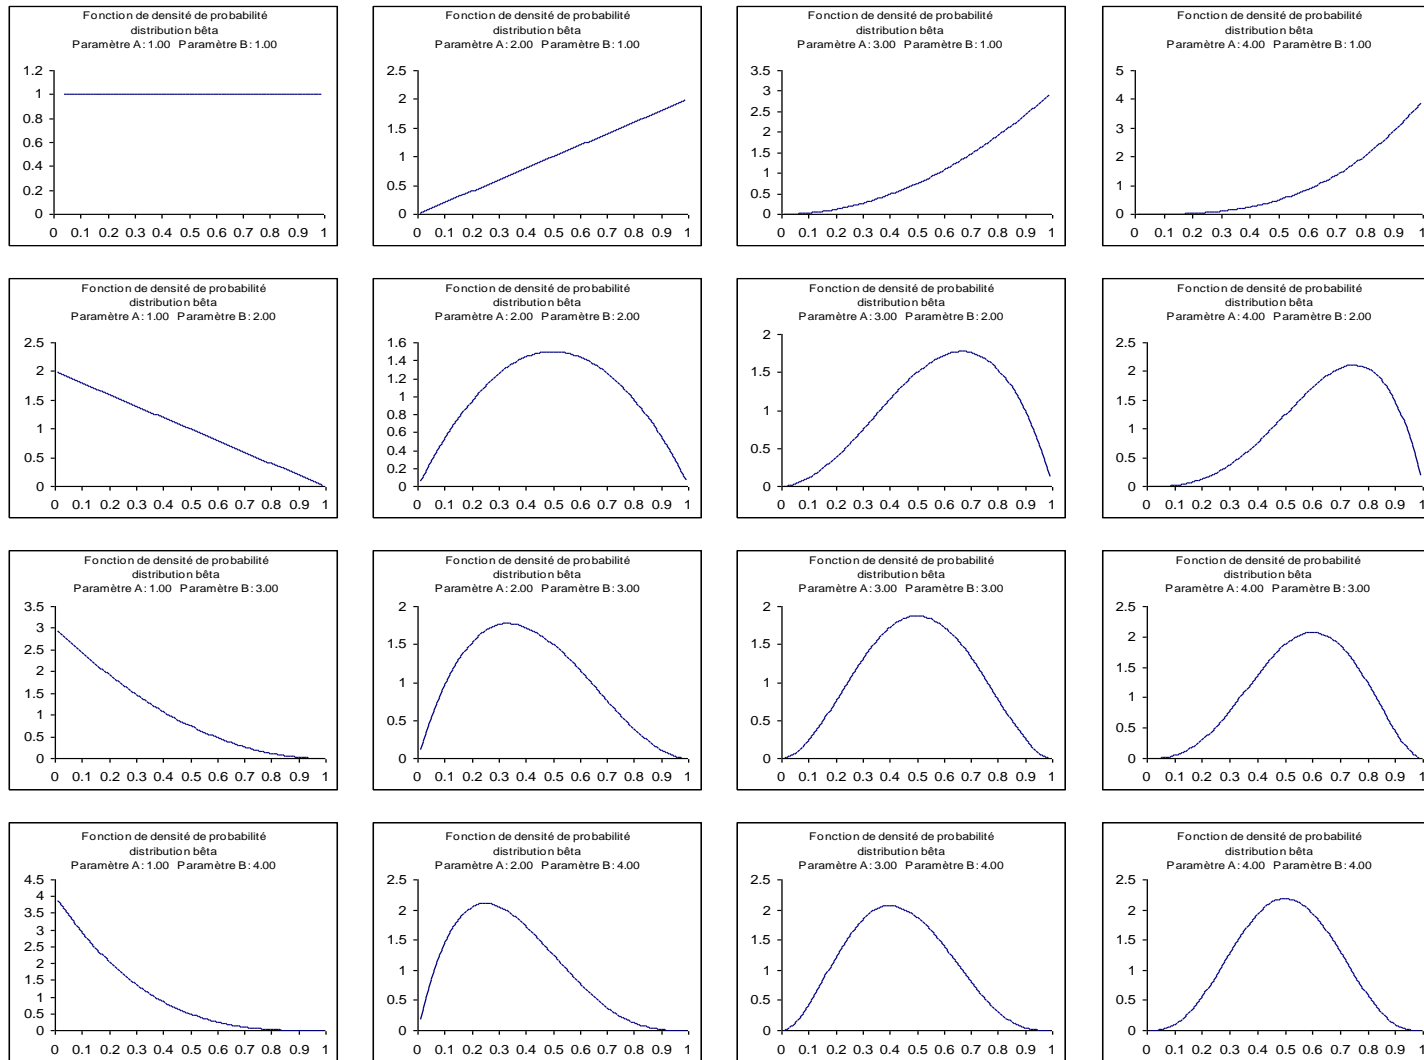 Fonction de densité de probabilité
distribution bêta
Paramètre A: 1.00 Paramètre B: 1.00
1.2
1
0.8
0.6
0.4
0.2
0
0 0.1 0.2 0.3 0.4 0.5 0.6 0.7 0.8 0.9 1
Fonction de densité de probabilité
distribution bêta
Paramètre A: 2.00 Paramètre B: 1.00
2.5
2
1.5
1
0.5
0
0 0.1 0.2 0.3 0.4 0.5 0.6 0.7 0.8 0.9 1
Fonction de densité de probabilité
distribution bêta
Paramètre A: 3.00 Paramètre B: 1.00
3.5
3
2.5
2
1.5
1
0.5
0
0 0.1 0.2 0.3 0.4 0.5 0.6 0.7 0.8 0.9 1
Fonction de densité de probabilité
distribution bêta
Paramètre A: 4.00 Paramètre B: 1.00
5
4
3
2
1
0
0 0.1 0.2 0.3 0.4 0.5 0.6 0.7 0.8 0.9 1
Fonction de densité de probabilité
distribution bêta
Paramètre A: 1.00 Paramètre B: 2.00
2.5
2
1.5
1
0.5
0
0 0.1 0.2 0.3 0.4 0.5 0.6 0.7 0.8 0.9 1
Fonction de densité de probabilité
distribution bêta
Paramètre A: 2.00 Paramètre B: 2.00
1.6
1.4
1.2
1
0.8
0.6
0.4
0.2
0
0 0.1 0.2 0.3 0.4 0.5 0.6 0.7 0.8 0.9 1
Fonction de densité de probabilité
distribution bêta
Paramètre A: 3.00 Paramètre B: 2.00
2
1.5
1
0.5
0
0 0.1 0.2 0.3 0.4 0.5 0.6 0.7 0.8 0.9 1
Fonction de densité de probabilité
distribution bêta
Paramètre A: 4.00 Paramètre B: 2.00
2.5
2
1.5
1
0.5
0
0 0.1 0.2 0.3 0.4 0.5 0.6 0.7 0.8 0.9 1
Fonction de densité de probabilité
distribution bêta
Paramètre A: 1.00 Paramètre B: 3.00
3.5
3
2.5
2
1.5
1
0.5
0
0 0.1 0.2 0.3 0.4 0.5 0.6 0.7 0.8 0.9 1
Fonction de densité de probabilité
distribution bêta
Paramètre A: 2.00 Paramètre B: 3.00
2
1.5
1
0.5
0
0 0.1 0.2 0.3 0.4 0.5 0.6 0.7 0.8 0.9 1
Fonction de densité de probabilité
distribution bêta
Paramètre A: 3.00 Paramètre B: 3.00
2
1.5
1
0.5
0
0 0.1 0.2 0.3 0.4 0.5 0.6 0.7 0.8 0.9 1
Fonction de densité de probabilité
distribution bêta
Paramètre A: 4.00 Paramètre B: 3.00
2.5
2
1.5
1
0.5
0
0 0.1 0.2 0.3 0.4 0.5 0.6 0.7 0.8 0.9 1
Fonction de densité de probabilité
distribution bêta
Paramètre A: 1.00 Paramètre B: 4.00
4.5
4
3.5
3
2.5
2
1.5
1
0.5
0
0 0.1 0.2 0.3 0.4 0.5 0.6 0.7 0.8 0.9 1
Fonction de densité de probabilité
distribution bêta
Paramètre A: 2.00 Paramètre B: 4.00
2.5
2
1.5
1
0.5
0
0 0.1 0.2 0.3 0.4 0.5 0.6 0.7 0.8 0.9 1
Fonction de densité de probabilité
distribution bêta
Paramètre A: 3.00 Paramètre B: 4.00
2.5
2
1.5
1
0.5
0
0 0.1 0.2 0.3 0.4 0.5 0.6 0.7 0.8 0.9 1
Fonction de densité de probabilité
distribution bêta
Paramètre A: 4.00 Paramètre B: 4.00
2.5
2
1.5
1
0.5
0
0 0.1 0.2 0.3 0.4 0.5 0.6 0.7 0.8 0.9 1